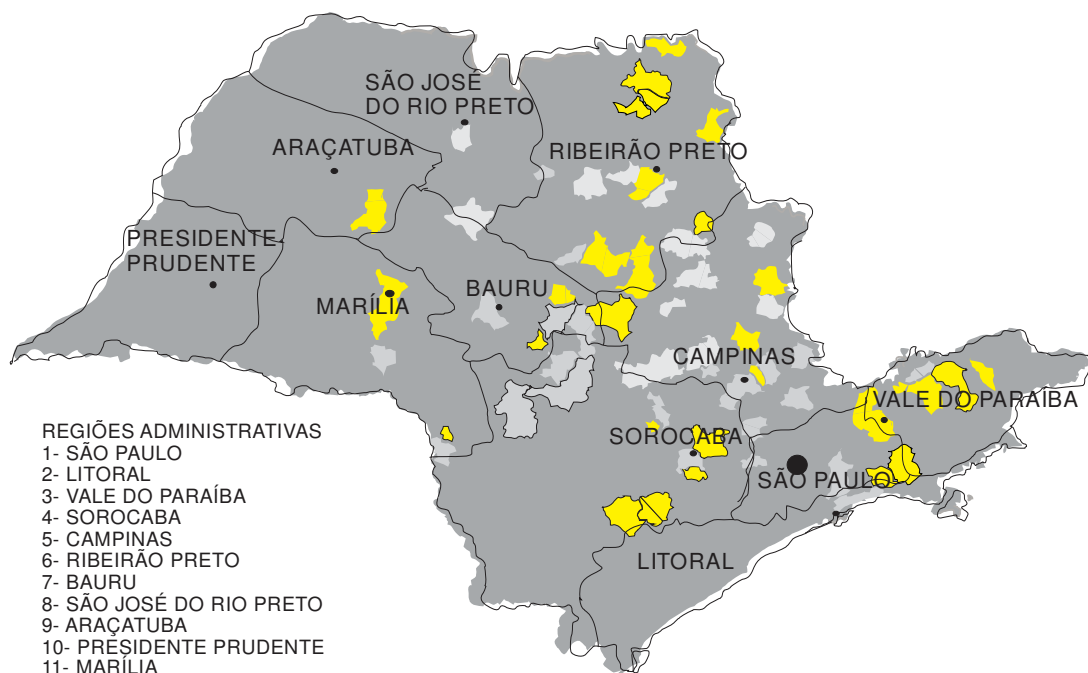 SÃO JOSÉ
DO RIO PRETO
ARAÇATUBA
RIBEIRÃO PRETO
PRESIDENTE
PRUDENTE
MARÍLIA
BAURU
CAMPINAS
VALE DO PARAÍBA
SOROCABA
SÃO PAULO
LITORAL
REGIÕES ADMINISTRATIVAS
1- SÃO PAULO
2- LITORAL
3- VALE DO PARAÍBA
4- SOROCABA
5- CAMPINAS
6- RIBEIRÃO PRETO
7- BAURU
8- SÃO JOSÉ DO RIO PRETO
9- ARAÇATUBA
10- PRESIDENTE PRUDENTE
11- MARÍLIA